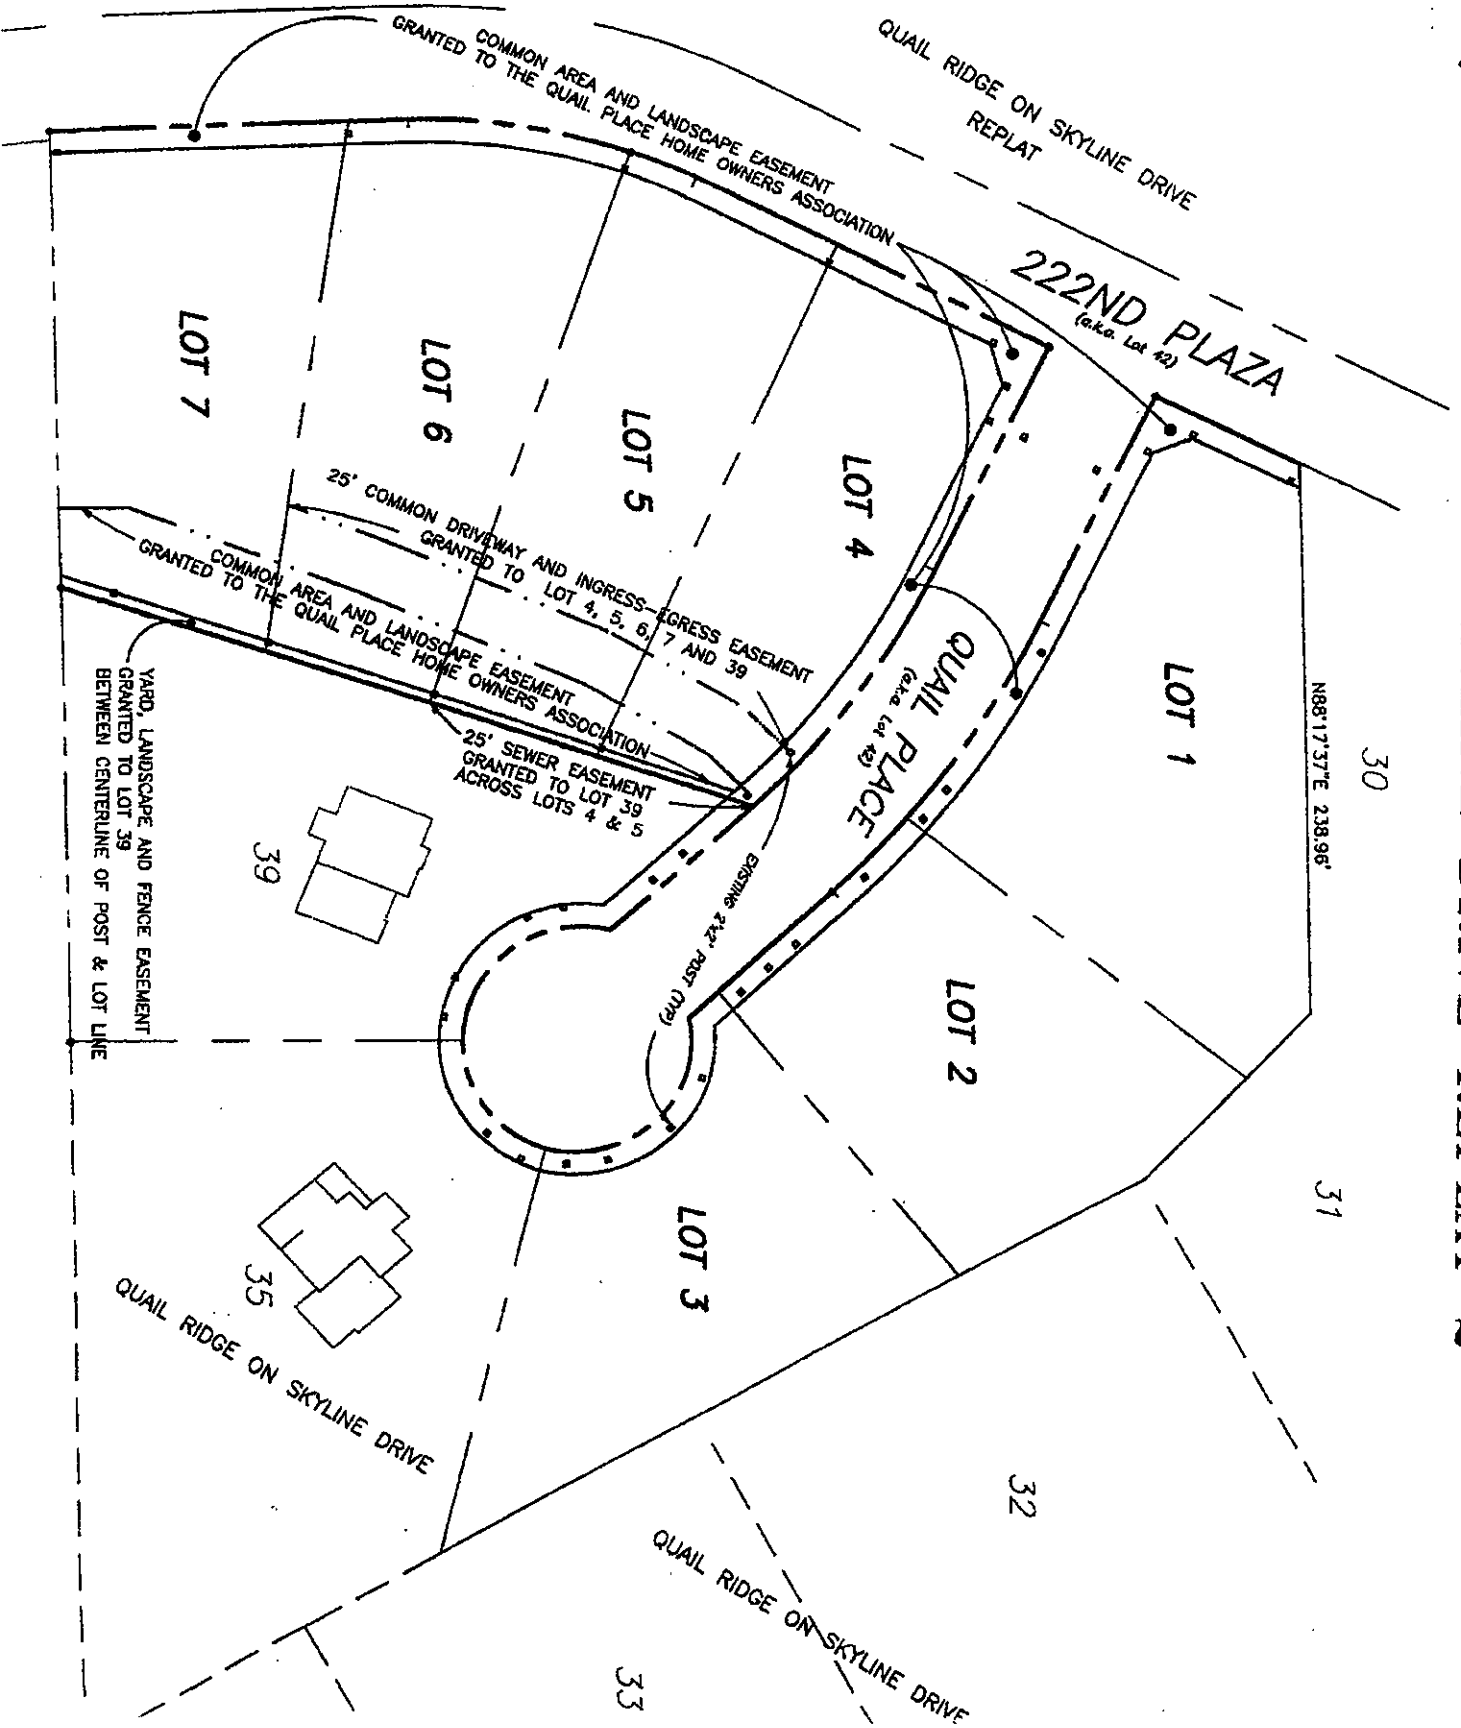 QUAIL RIDGE ON SKYLINE DRIVE
REPLAT
COMMON AREA AND LANDSCAPE EASEMENT
GRANTED TO THE QUAIL PLACE HOME OWNERS ASSOCIATION
222ND PLAZA
(a.k.a. Lot 42)
LOT 7
LOT 6
LOT 5
LOT 4
25' COMMON DRIVEWAY AND INGRESS-EGRESS EASEMENT
GRANTED TO LOT 4, 5, 6, 7 AND 39
COMMON AREA AND LANDSCAPE EASEMENT
GRANTED TO THE QUAIL PLACE HOME OWNERS ASSOCIATION
25' SEWER EASEMENT
GRANTED TO LOT 39
ACROSS LOTS 4 & 5
YARD, LANDSCAPE AND FENCE EASEMENT
GRANTED TO LOT 39
BETWEEN CENTERLINE OF POST & LOT LINE
QUAIL PLACE
(a.k.a. Lot 42)
LOT 1
N88°17'37"E 238.96'
30
EXISTING 2'x2' POST (TYP)
39
LOT 2
31
LOT 3
35
QUAIL RIDGE ON SKYLINE DRIVE
32
QUAIL RIDGE ON SKYLINE DRIVE
33